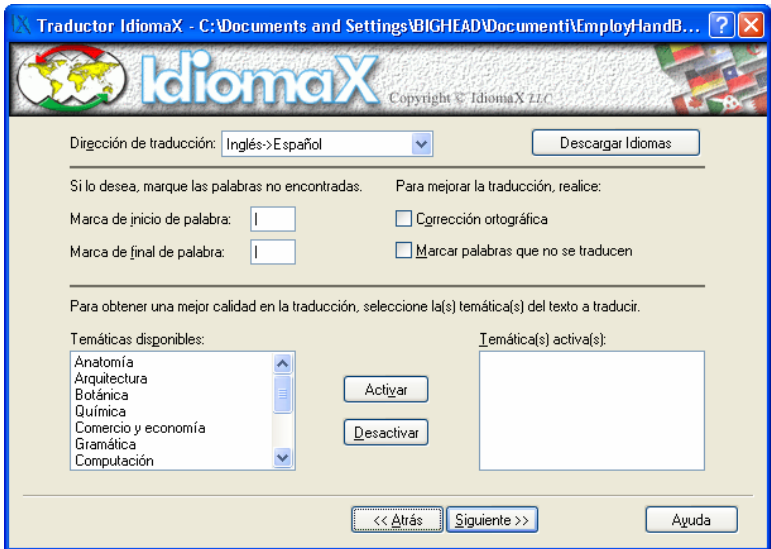 Traductor IdiomaX - C:\Documents and Settings\BIGHEAD\Documenti\EmployHandB...
IdiomaX Copyright © IdiomaX LLC
Dirección de traducción: Inglés->Español Descargar Idiomas
Si lo desea, marque las palabras no encontradas. Para mejorar la traducción, realice:
Marca de inicio de palabra: | Corrección ortográfica
Marca de final de palabra: | Marcar palabras que no se traducen
Para obtener una mejor calidad en la traducción, seleccione la(s) temática(s) del texto a traducir.
Temáticas disponibles: Temática(s) activa(s):
Anatomía
Arquitectura
Botánica
Química
Comercio y economía
Gramática
Computación
Activar
Desactivar
<< Atrás Siguiente >> Ayuda